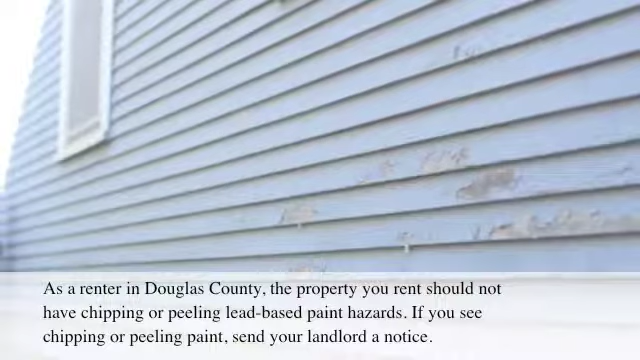 As a renter in Douglas County, the property you rent should not
have chipping or peeling lead-based paint hazards. If you see
chipping or peeling paint, send your landlord a notice.